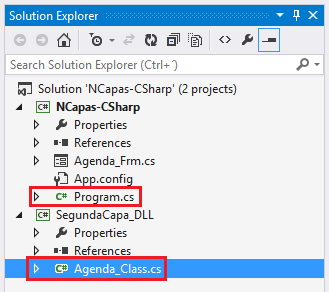 Solution Explorer
Search Solution Explorer (Ctrl+´)
Solution 'NCapas-CSharp' (2 projects)
C# NCapas-CSharp
Properties
References
Agenda_Frm.cs
App.config
C# Program.cs
C# SegundaCapa_DLL
Properties
References
C# Agenda_Class.cs